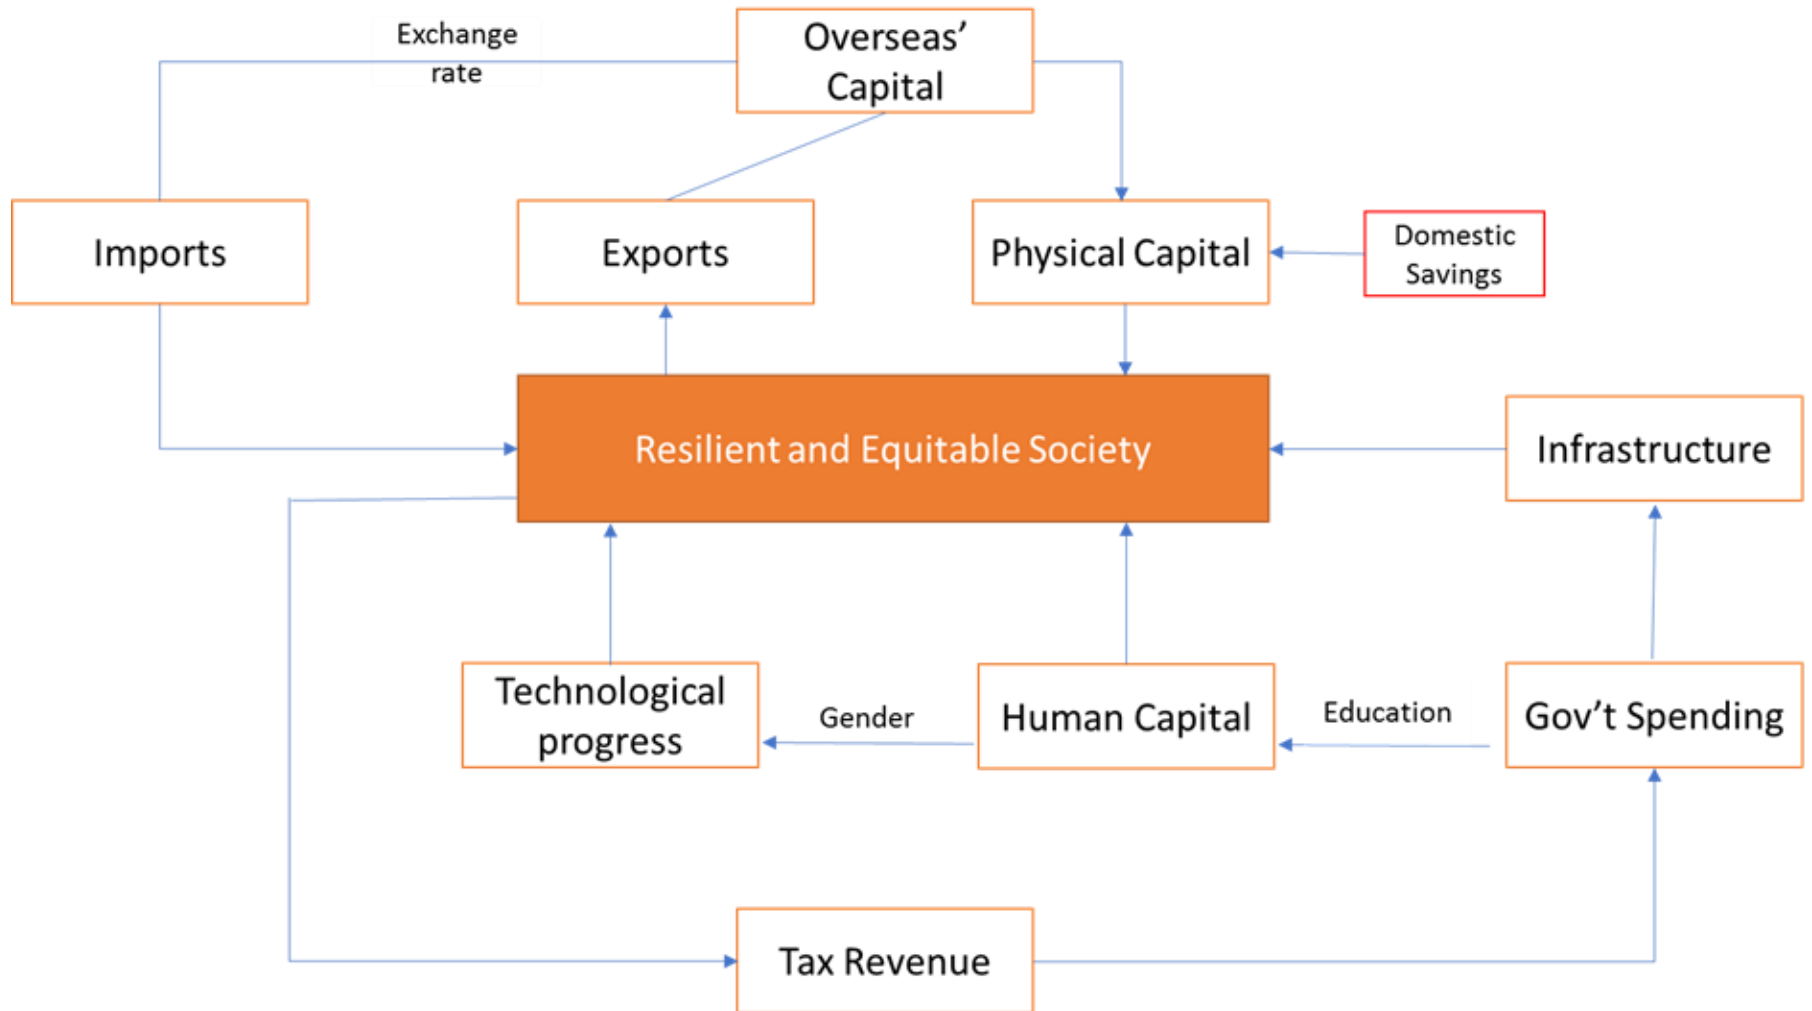 Exchange
rate
Overseas’
Capital
Imports
Exports
Physical Capital
Domestic
Savings
Resilient and Equitable Society
Infrastructure
Technological
progress
Gender
Human Capital
Education
Gov’t Spending
Tax Revenue